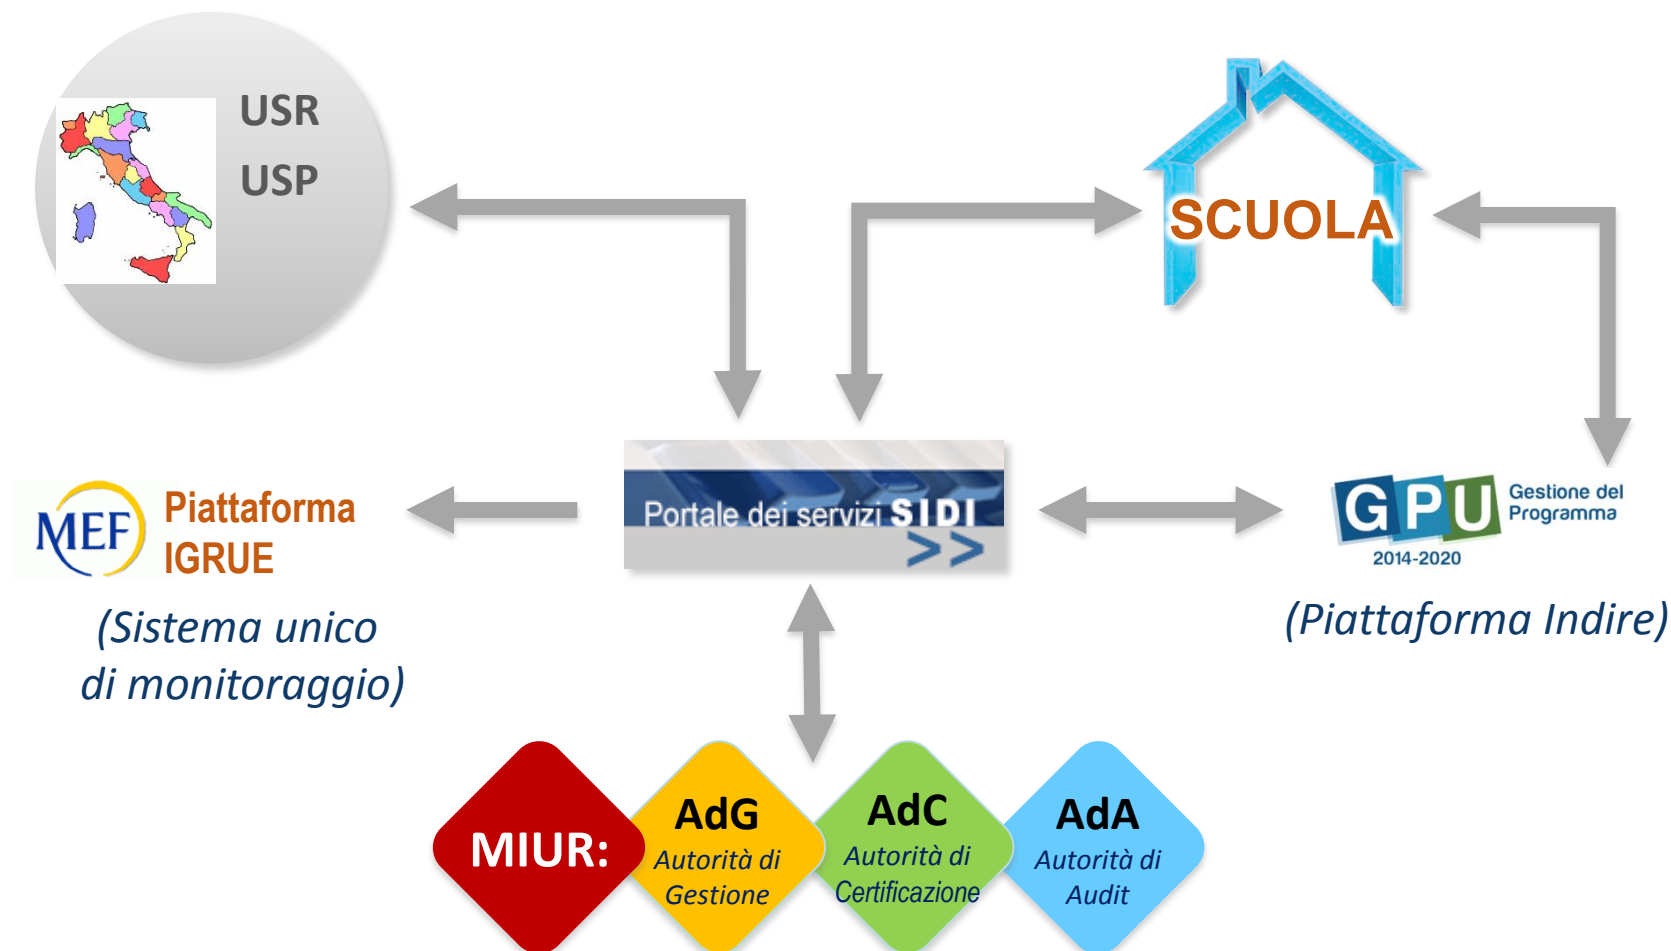 USR
USP
SCUOLA
MEF
Piattaforma
IGRUE
(Sistema unico
di monitoraggio)
Portale dei servizi SIDI
>>
GPU
Gestione del
Programma
2014-2020
(Piattaforma Indire)
MIUR:
AdG
Autorità di
Gestione
AdC
Autorità di
Certificazione
AdA
Autorità di
Audit